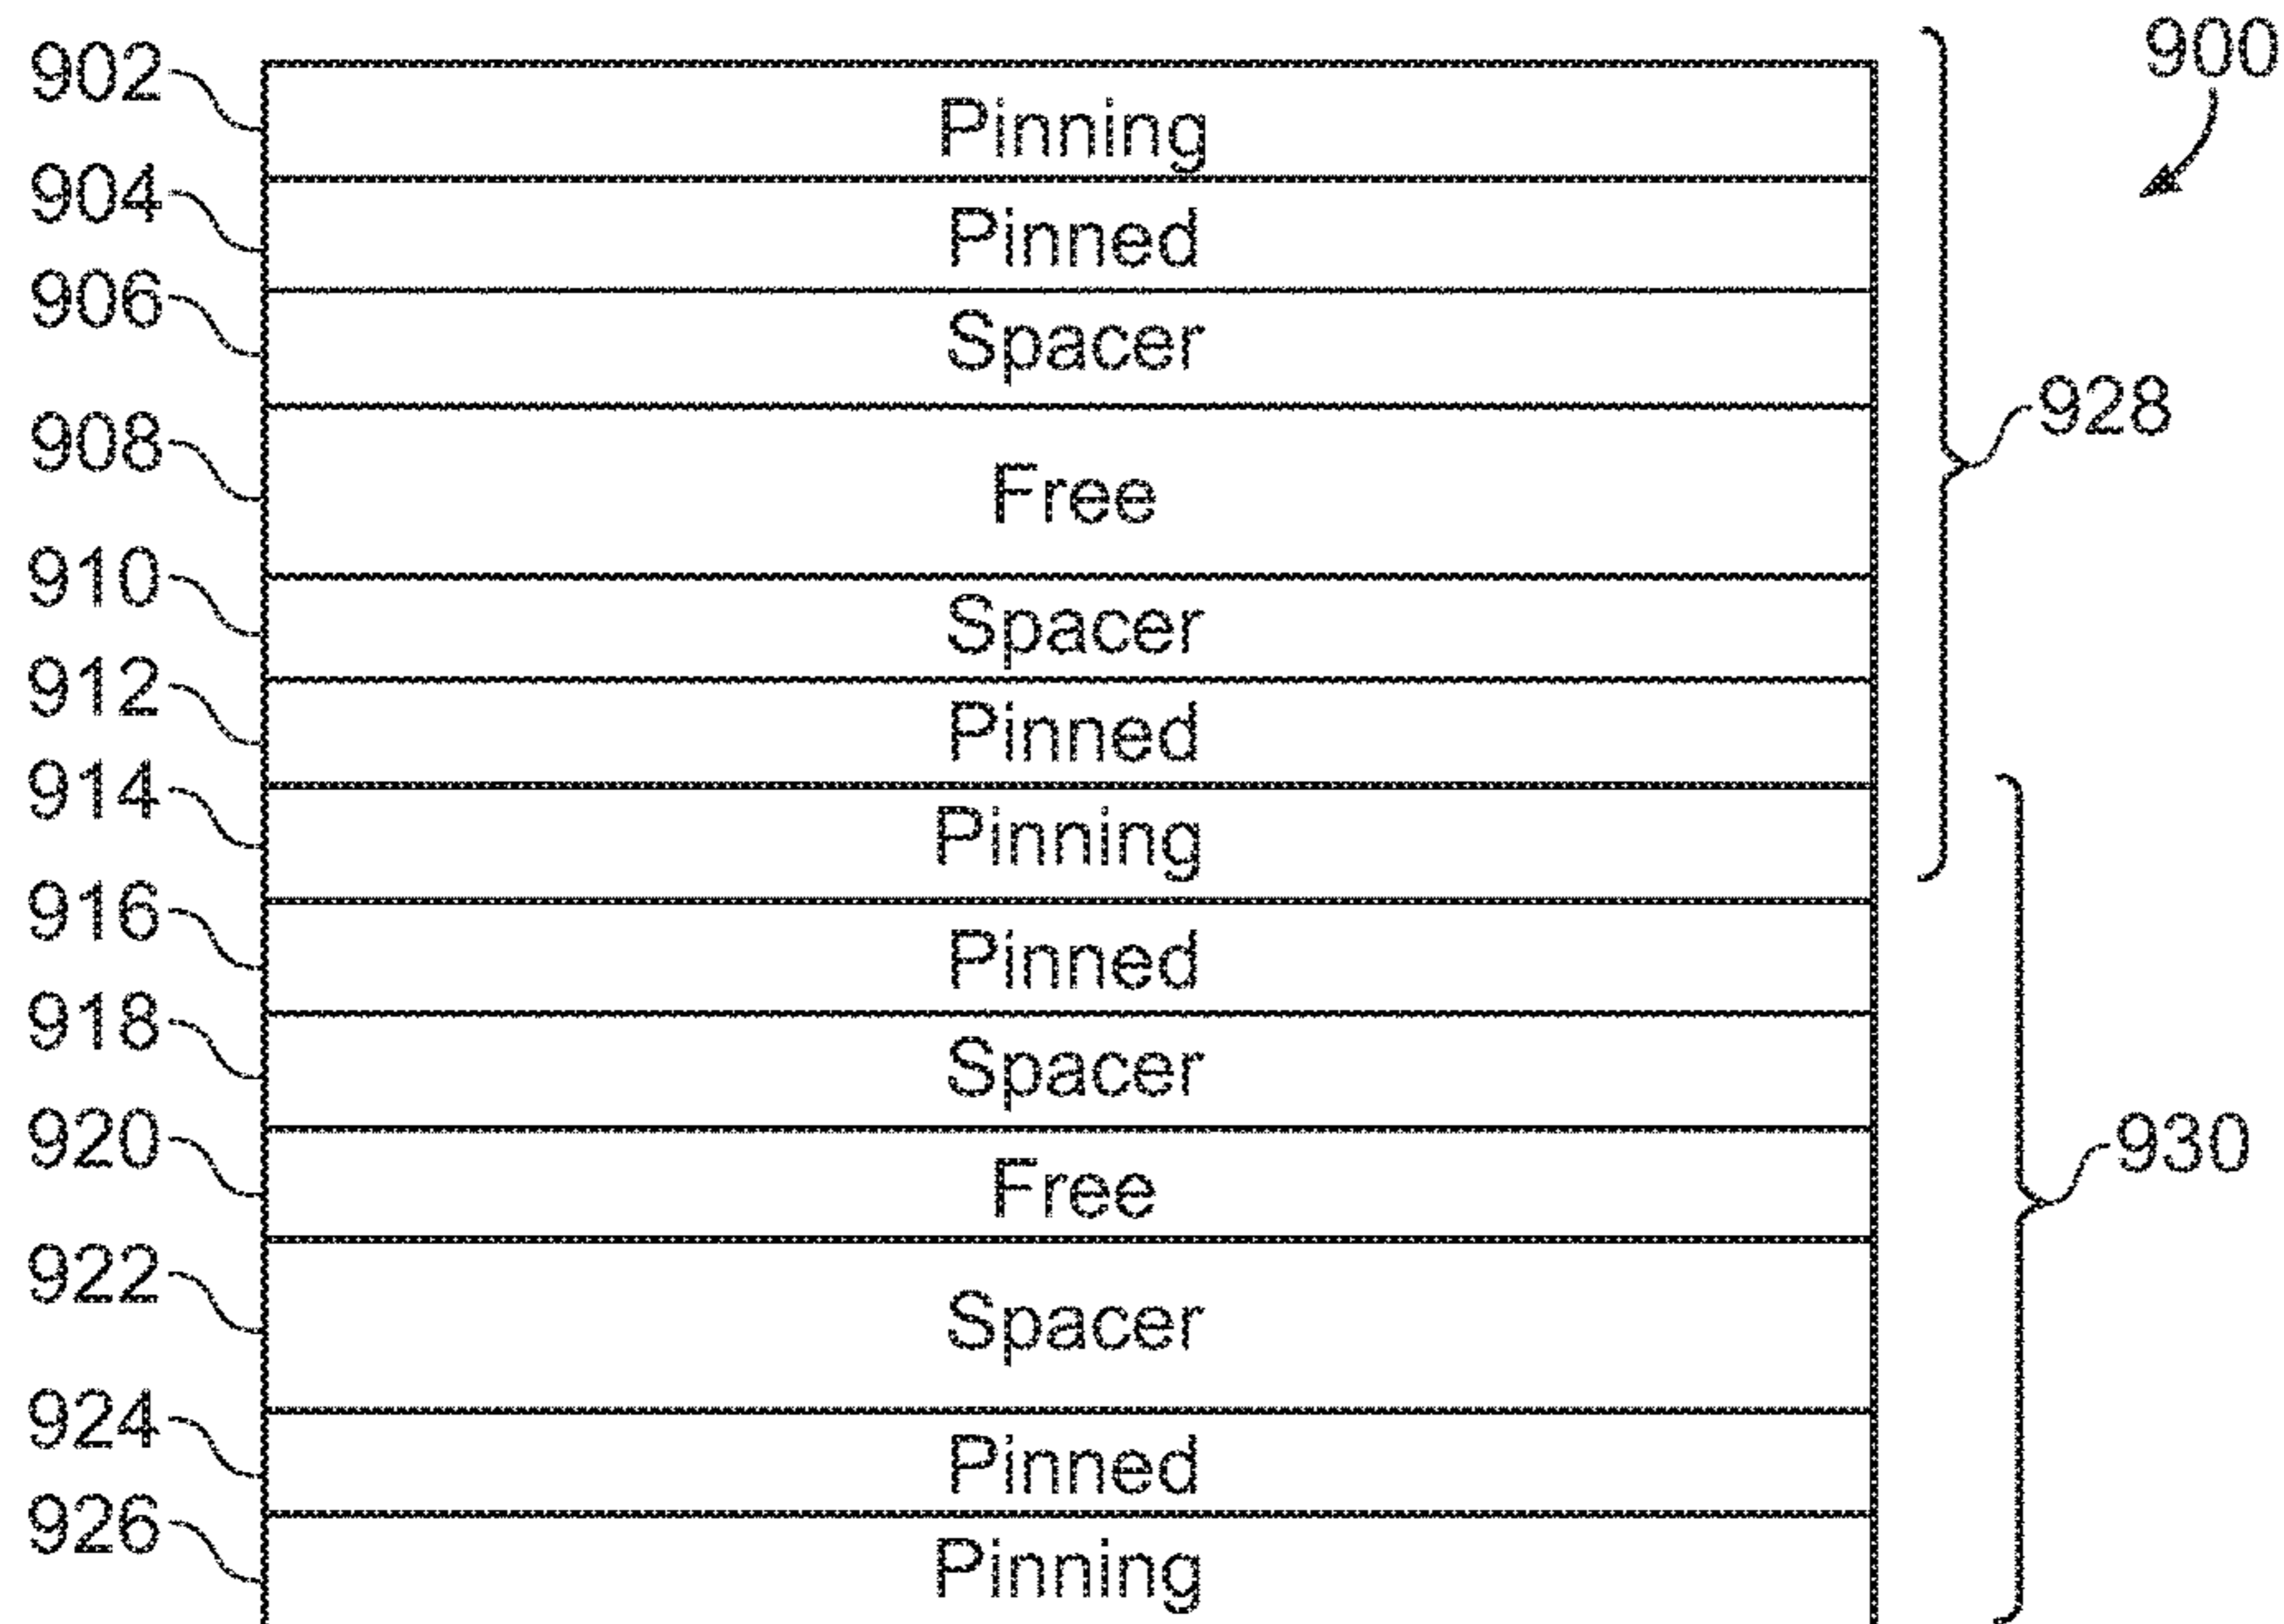 900
902 Pinning
904 Pinned
906 Spacer
928
908 Free
910 Spacer
912 Pinned
914 Pinning
916 Pinned
918 Spacer
920 Free
930
922 Spacer
924 Pinned
926 Pinning